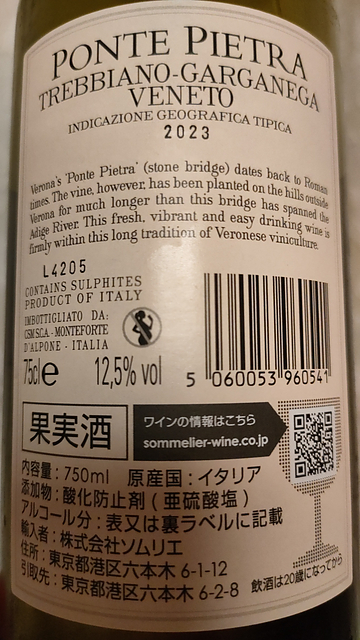 PONTE PIETRA
TREBBIANO-GARGANEGA
VENETO
INDICAZIONE GEOGRAFICA TIPICA
2023
Verona's 'Ponte Pietra' (stone bridge) dates back to Roman
times. The vine, however, has been planted on the hills outside
Verona for much longer than this bridge has spanned the
Adige River. This fresh, vibrant and easy drinking wine is
firmly within this long tradition of Veronese viniculture.
L4205
CONTAINS SULPHITES
PRODUCT OF ITALY
IMBOTTIGLIATO DA:
GSM S.C.A. - MONTEFORTE
D'ALPONE - ITALIA
75cl e 12,5% vol
5 060053 960541
果実酒
ワインの情報はこちら
sommelier-wine.co.jp
内容量：750ml 原産国：イタリア
添加物：酸化防止剤（亜硫酸塩）
アルコール分：表又は裏ラベルに記載
輸入者：株式会社ソムリエ
住所：東京都港区六本木 6-1-12
引取先：東京都港区六本木 6-2-8
飲酒は20歳になってから